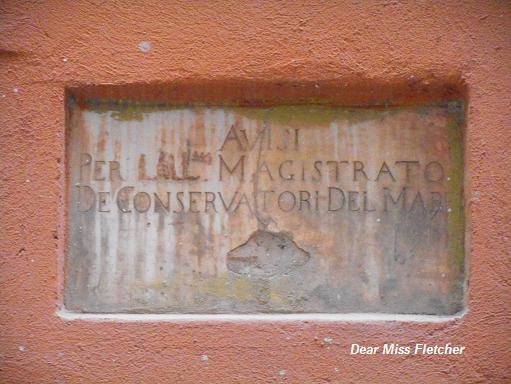 AVISI
PER L'ILL.mo MAGISTRATO
DE CONSERVATORI DEL MAR
Dear Miss Fletcher